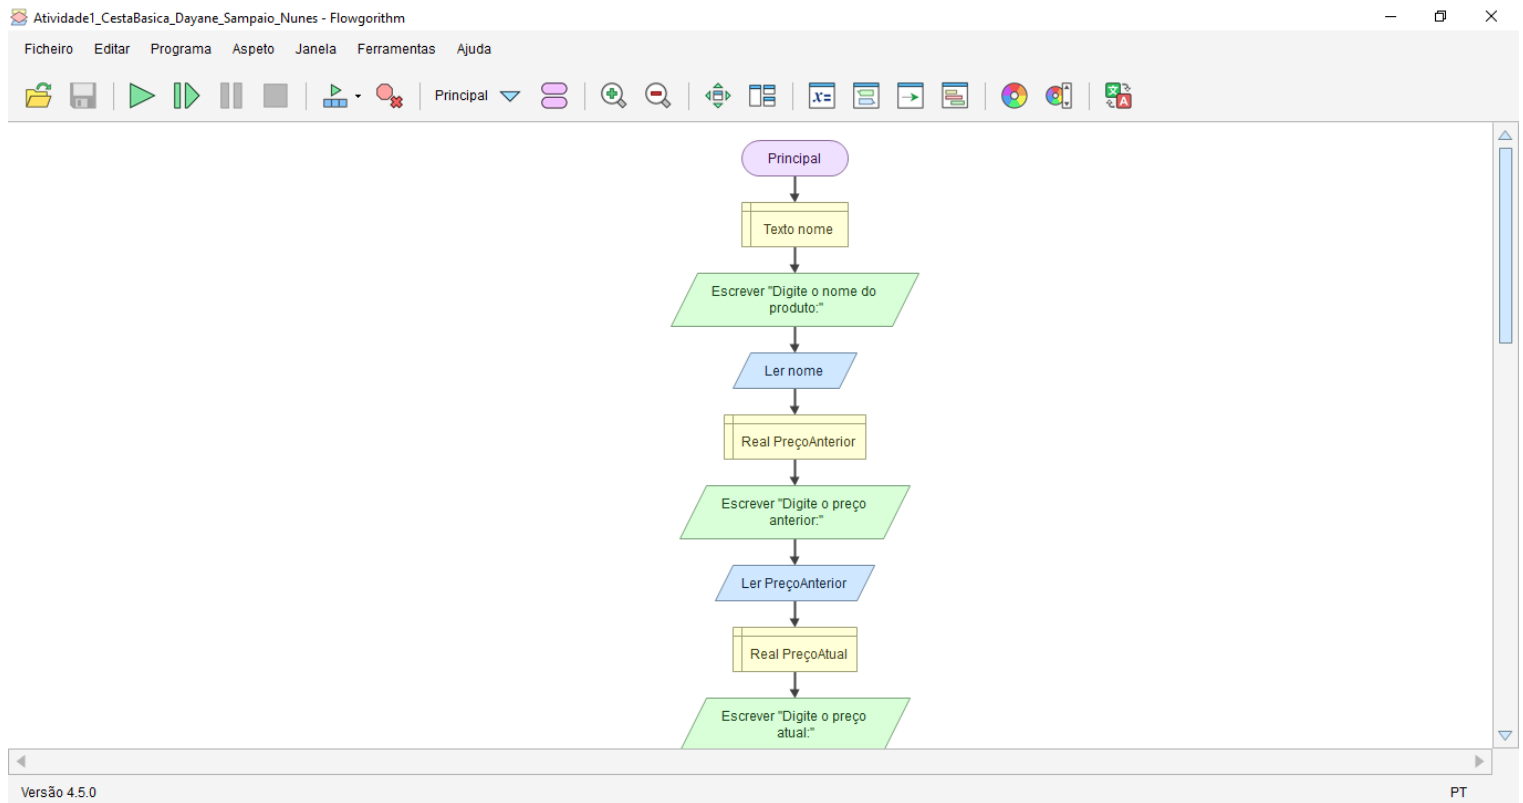 Atividade1_CestaBasica_Dayane_Sampaio_Nunes - Flowgorithm
Ficheiro Editar Programa Aspeto Janela Ferramentas Ajuda
Principal
x=
文
A
Principal
Texto nome
Escrever "Digite o nome do
produto:"
Ler nome
Real PreçoAnterior
Escrever "Digite o preço
anterior:"
Ler PreçoAnterior
Real PreçoAtual
Escrever "Digite o preço
atual:"
Versão 4.5.0
PT